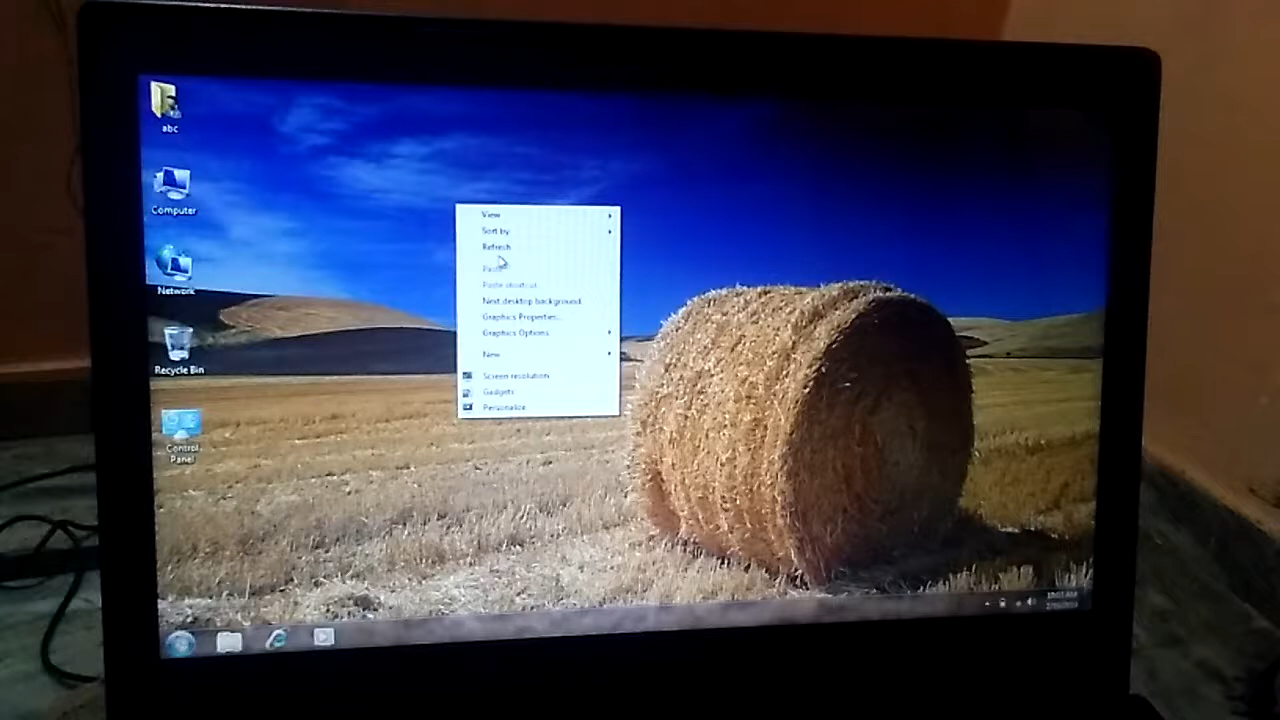 abc
Computer
Network
Recycle Bin
Control
Panel
View
Sort by
Refresh
Paste
Paste shortcut
Next desktop background
Graphics Properties...
Graphics Options
New
Screen resolution
Gadgets
Personalize